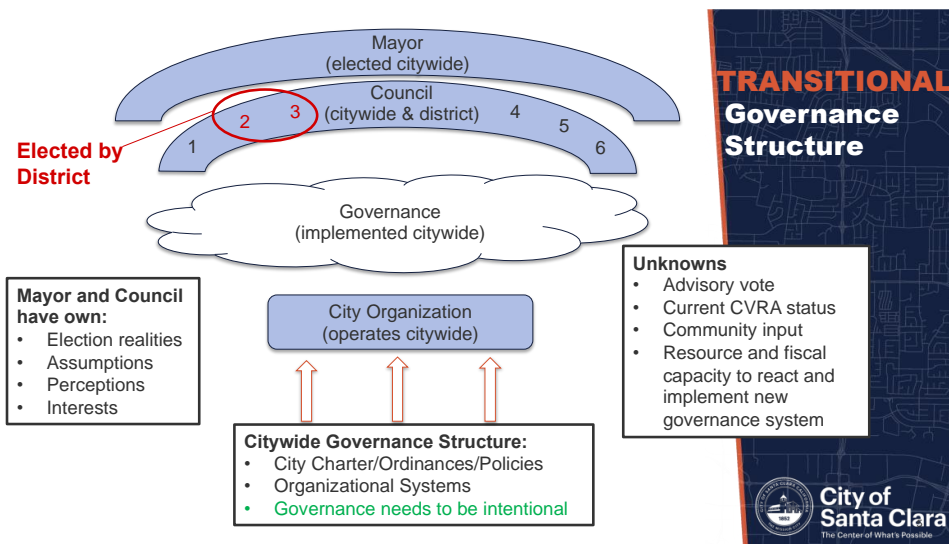 Mayor
(elected citywide)
Council
(citywide & district)
1
2
3
4
5
6
Elected by
District
Governance
(implemented citywide)
City Organization
(operates citywide)
Mayor and Council
have own:
• Election realities
• Assumptions
• Perceptions
• Interests
Citywide Governance Structure:
• City Charter/Ordinances/Policies
• Organizational Systems
• Governance needs to be intentional
Unknowns
• Advisory vote
• Current CVRA status
• Community input
• Resource and fiscal
capacity to react and
implement new
governance system
TRANSITIONAL
Governance
Structure
1852
City of
Santa Clara
The Center of What's Possible